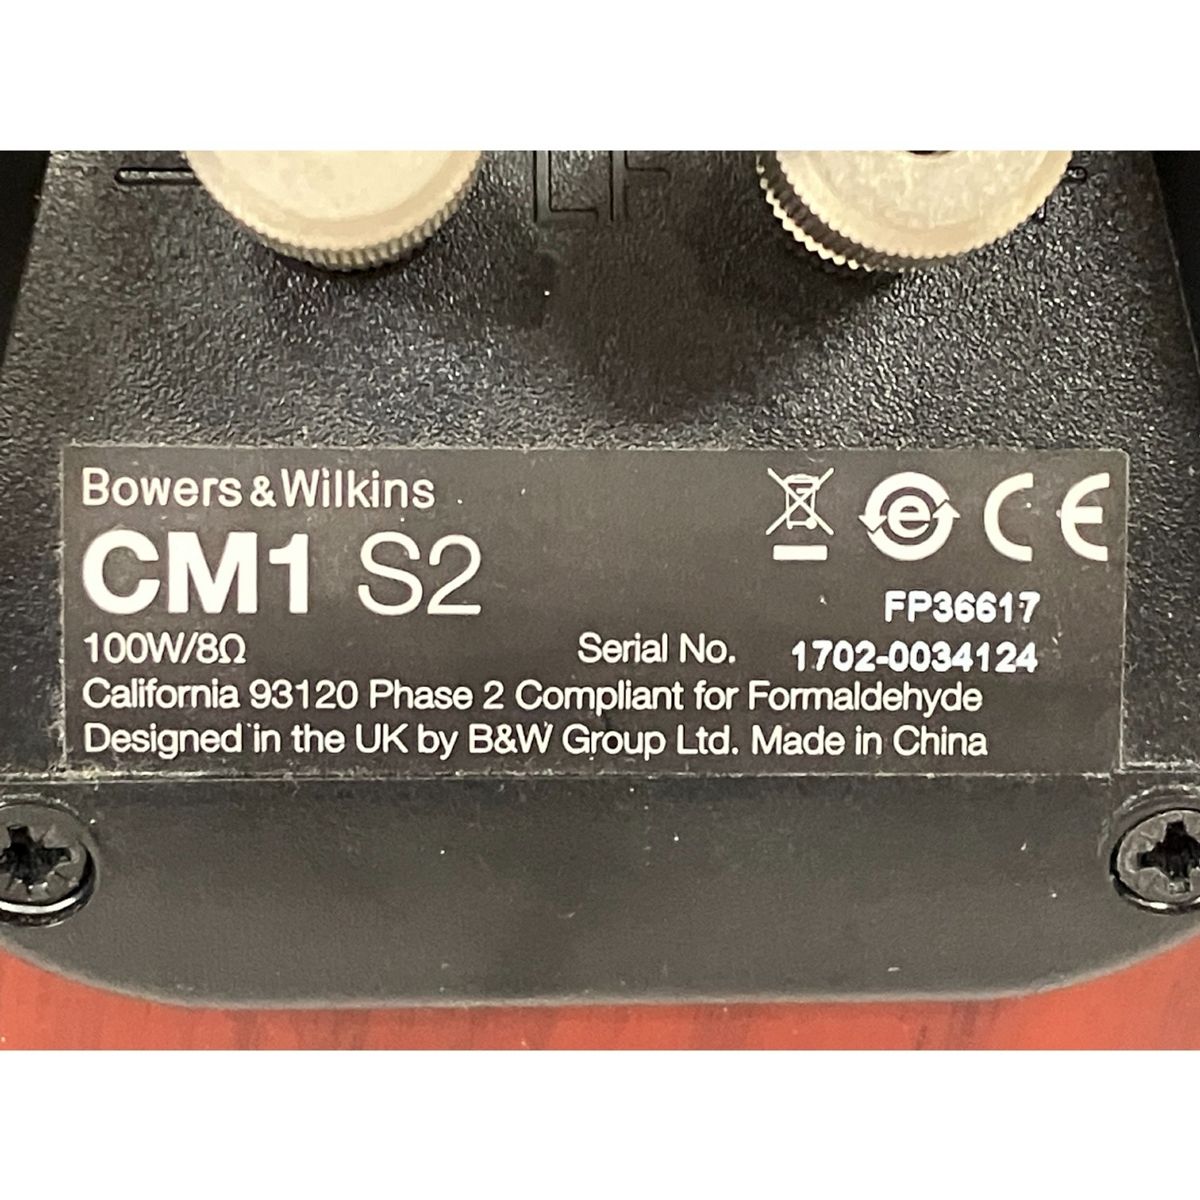 LF
Bowers & Wilkins
CM1 S2
FP36617
100W/8Ω Serial No. 1702-0034124
California 93120 Phase 2 Compliant for Formaldehyde
Designed in the UK by B&W Group Ltd. Made in China